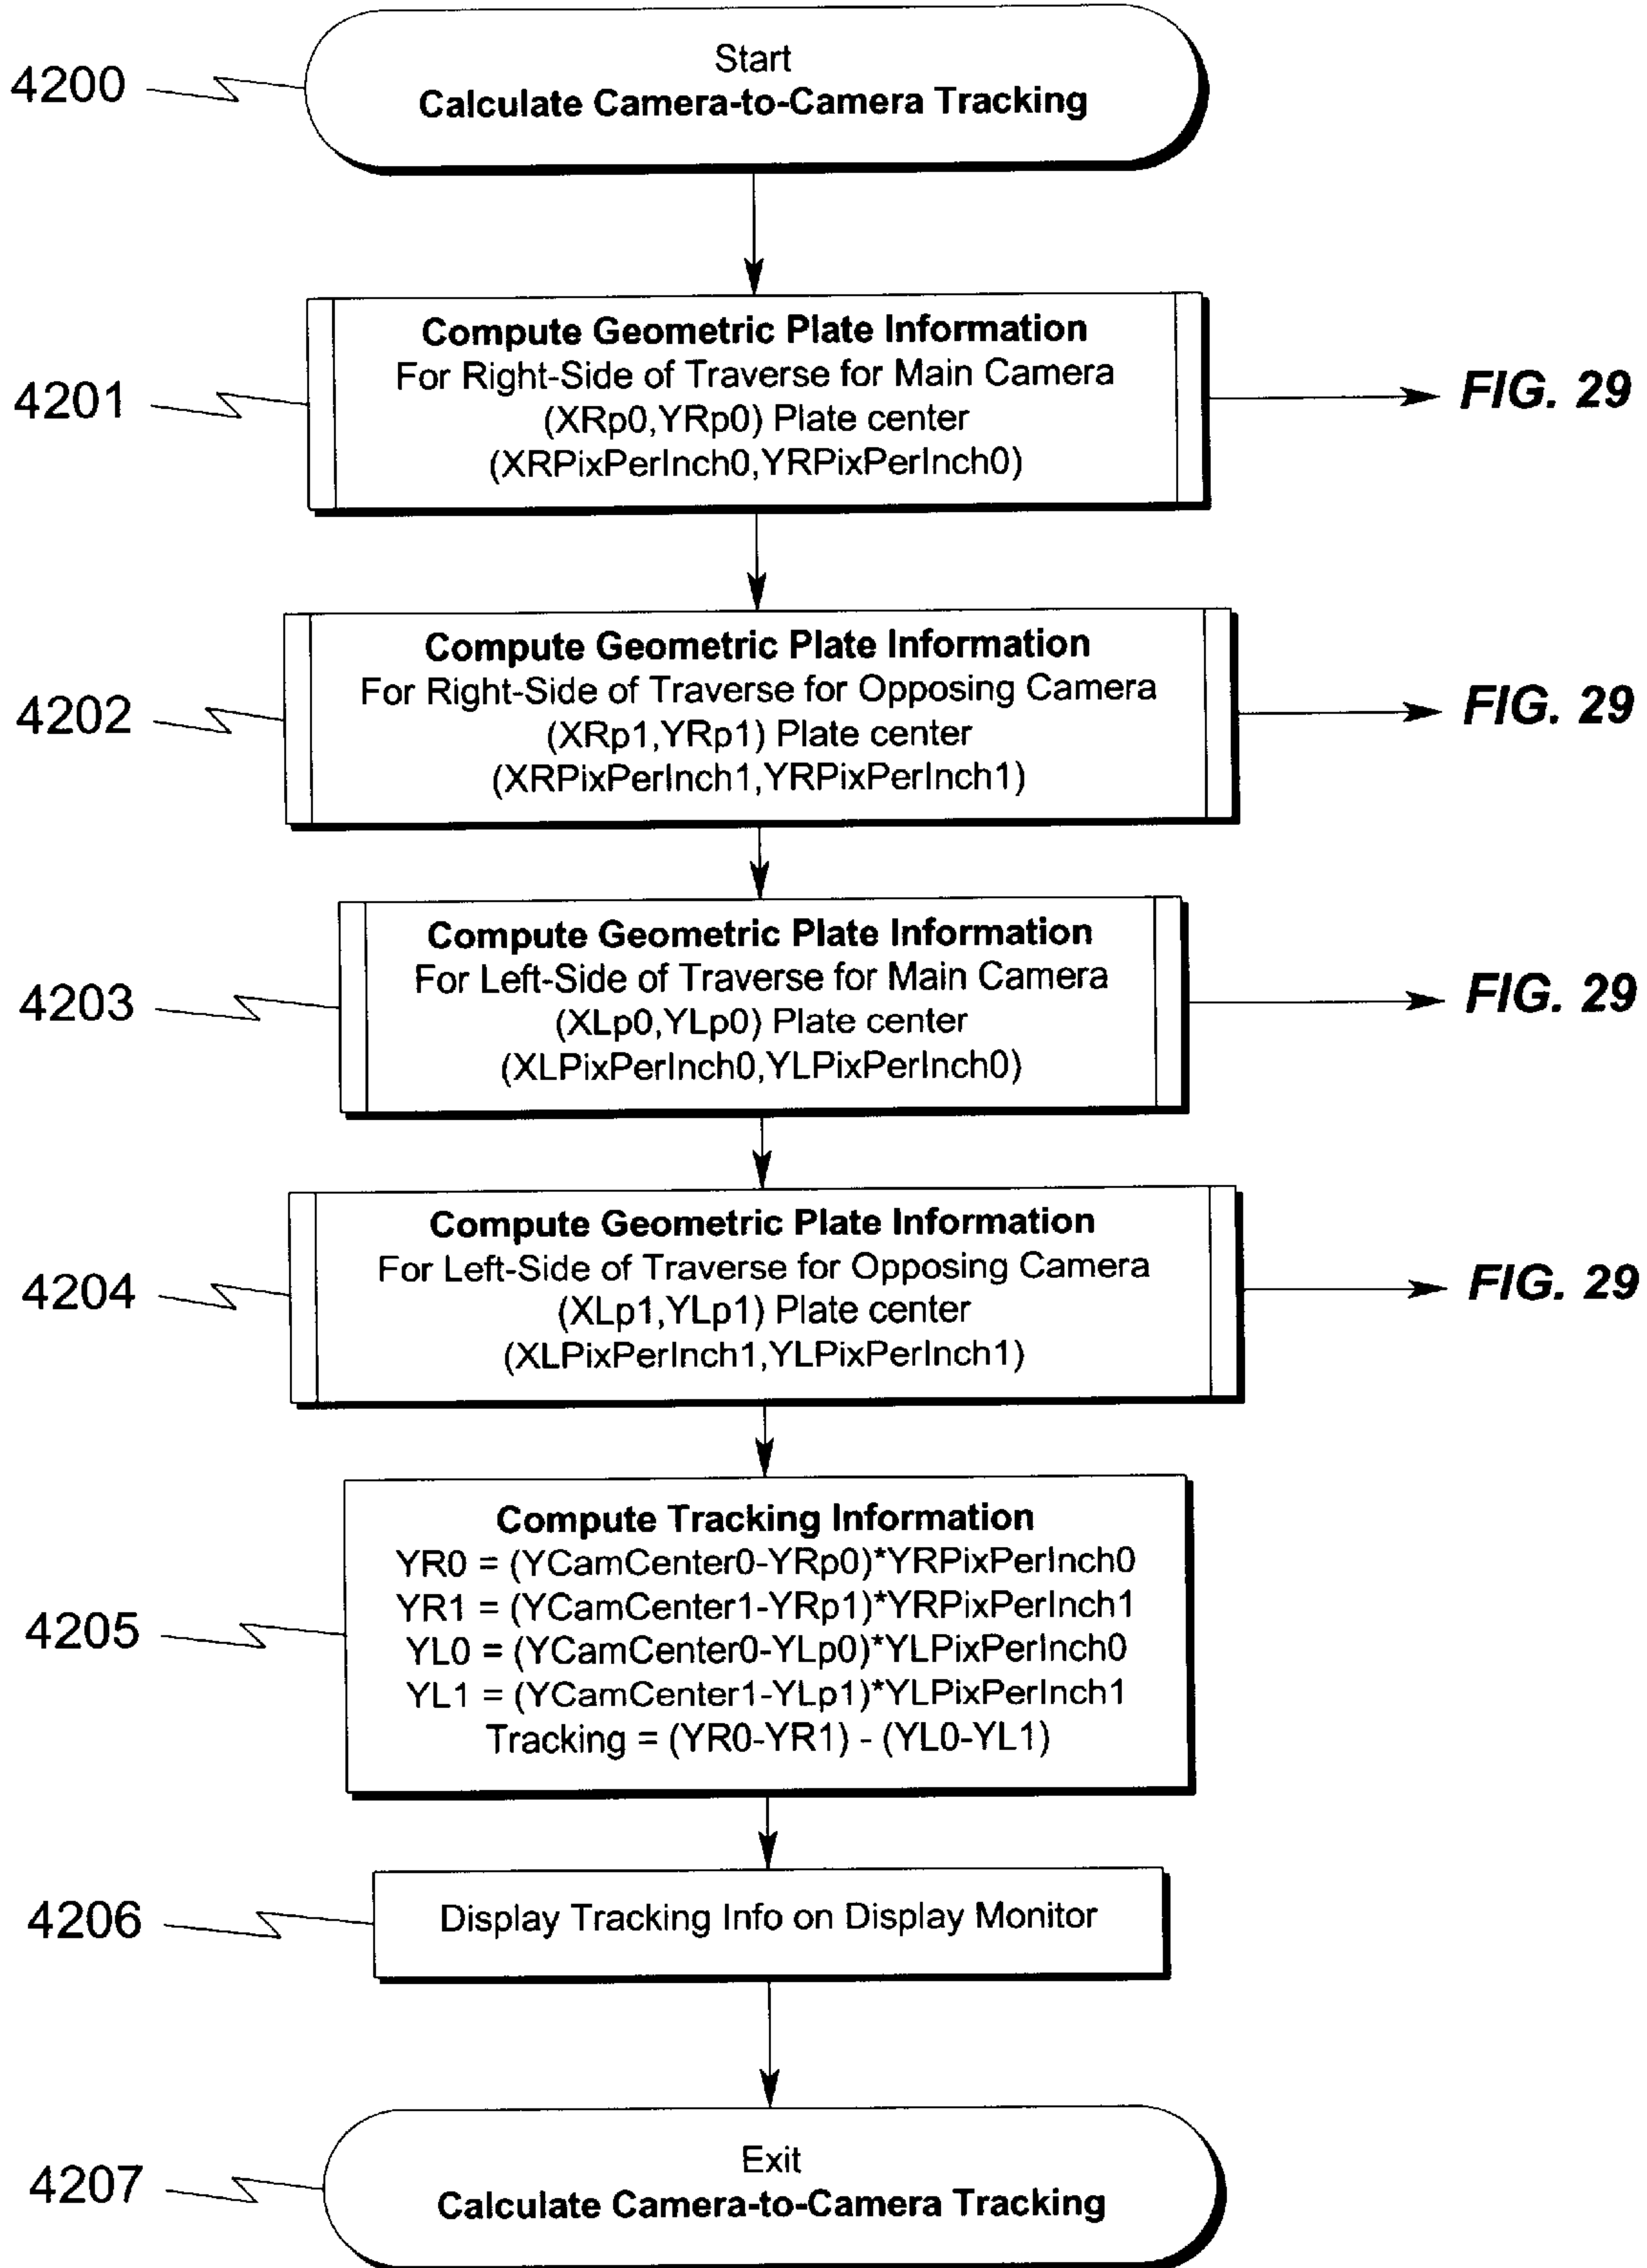 4200
Start
Calculate Camera-to-Camera Tracking
4201
Compute Geometric Plate Information
For Right-Side of Traverse for Main Camera
(XRp0,YRp0) Plate center
(XRPixPerInch0,YRPixPerInch0)
FIG. 29
4202
Compute Geometric Plate Information
For Right-Side of Traverse for Opposing Camera
(XRp1,YRp1) Plate center
(XRPixPerInch1,YRPixPerInch1)
FIG. 29
4203
Compute Geometric Plate Information
For Left-Side of Traverse for Main Camera
(XLp0,YLp0) Plate center
(XLPixPerInch0,YLPixPerInch0)
FIG. 29
4204
Compute Geometric Plate Information
For Left-Side of Traverse for Opposing Camera
(XLp1,YLp1) Plate center
(XLPixPerInch1,YLPixPerInch1)
FIG. 29
4205
Compute Tracking Information
YR0 = (YCamCenter0-YRp0)*YRPixPerInch0
YR1 = (YCamCenter1-YRp1)*YRPixPerInch1
YL0 = (YCamCenter0-YLp0)*YLPixPerInch0
YL1 = (YCamCenter1-YLp1)*YLPixPerInch1
Tracking = (YR0-YR1) - (YL0-YL1)
4206
Display Tracking Info on Display Monitor
4207
Exit
Calculate Camera-to-Camera Tracking